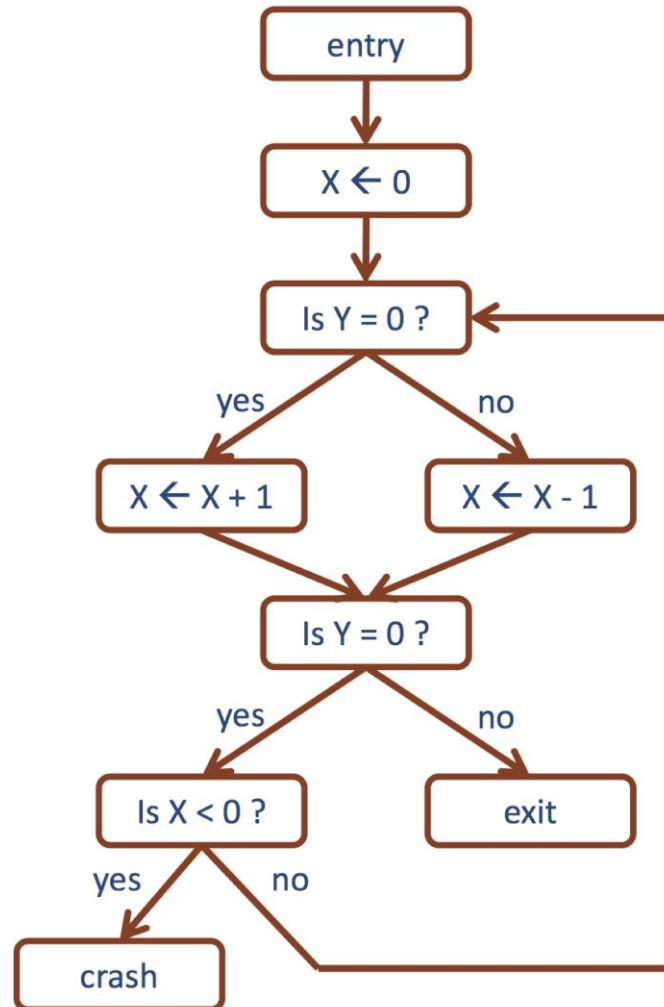 entry
X ← 0
Is Y = 0 ?
yes
no
X ← X + 1
X ← X - 1
Is Y = 0 ?
yes
no
Is X < 0 ?
exit
yes
no
crash